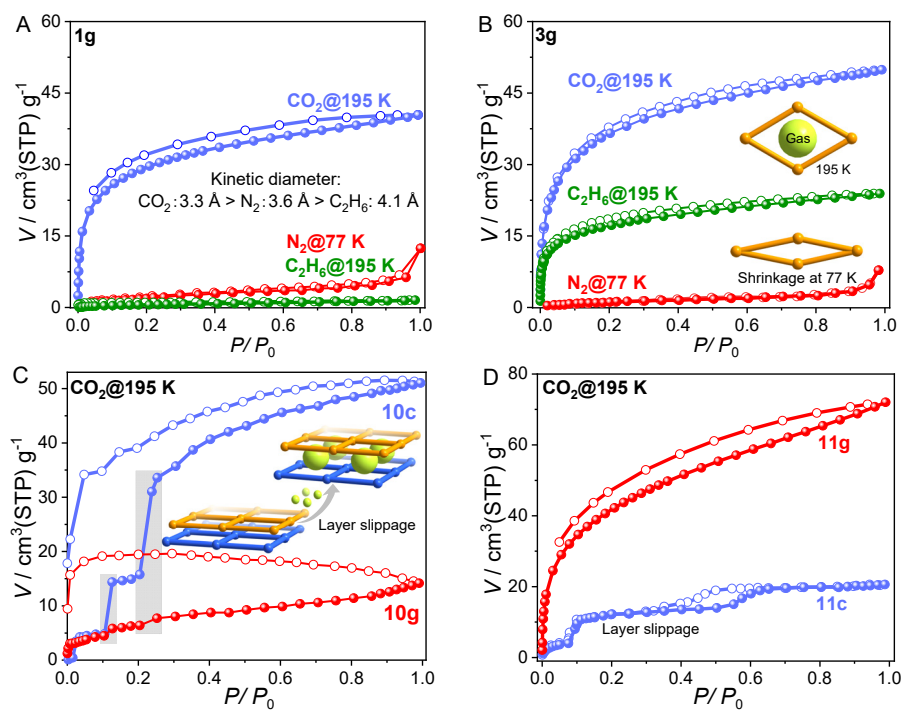 A
1g
V / cm³(STP) g⁻¹
60
45
30
15
0
CO₂@195 K
Kinetic diameter:
CO₂ : 3.3 Å > N₂ : 3.6 Å > C₂H₆ : 4.1 Å
N₂@77 K
C₂H₆@195 K
0.0 0.2 0.4 0.6 0.8 1.0
P/ P₀
B
3g
V / cm³(STP) g⁻¹
60
45
30
15
0
CO₂@195 K
Gas
195 K
C₂H₆@195 K
Shrinkage at 77 K
N₂@77 K
0.0 0.2 0.4 0.6 0.8 1.0
P/ P₀
C
CO₂@195 K
V / cm³(STP) g⁻¹
50
40
30
20
10
0
10c
Layer slippage
10g
0.0 0.2 0.4 0.6 0.8 1.0
P/ P₀
D
CO₂@195 K
V / cm³(STP) g⁻¹
80
60
40
20
0
11g
11c
Layer slippage
0.0 0.2 0.4 0.6 0.8 1.0
P/ P₀